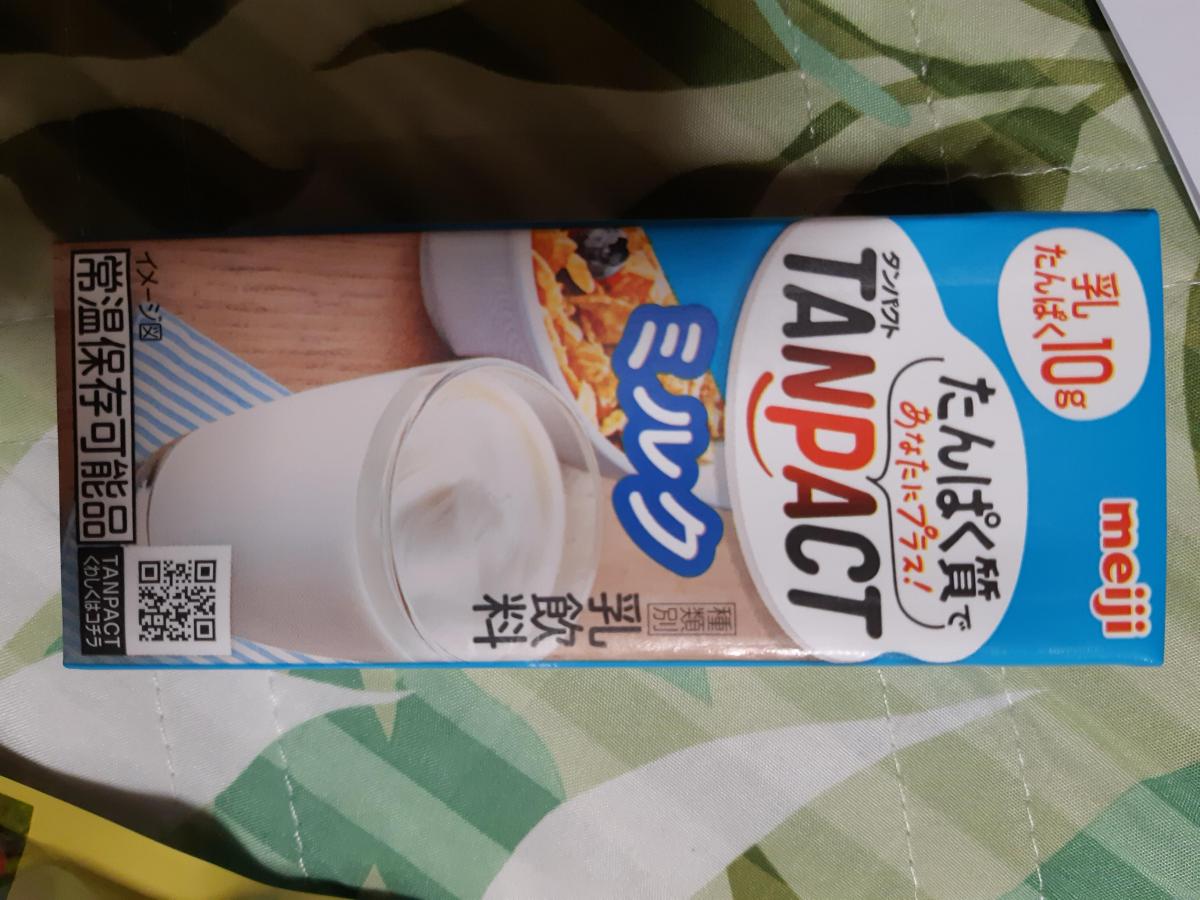 meiji
乳
たんぱく10g
たんぱく質で
あなたにプラス!
タンパクト
TANPACT
ミルク
種類別
乳飲料
イメージ図
常温保存可能品
TANPACT
くわしくはコチラ